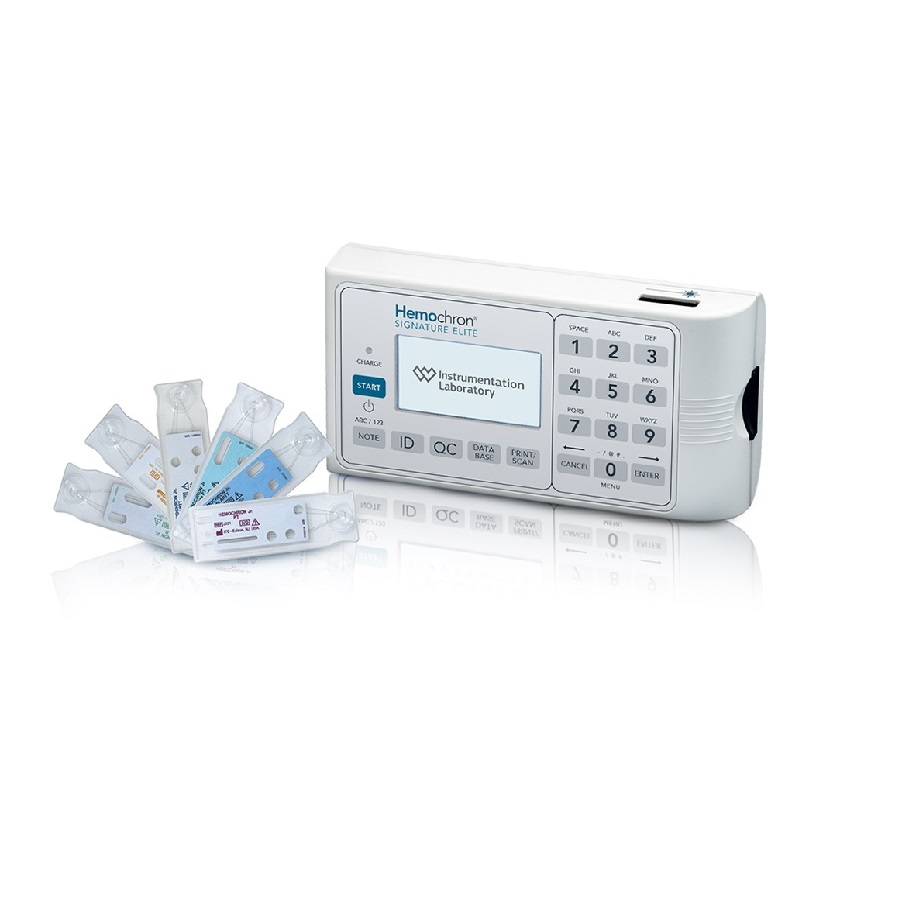 Hemochron®
SIGNATURE ELITE
CHARGE
START
ABC / 123
NOTE
ID
QC
DATA
BASE
PRINT/
SCAN
Instrumentation
Laboratory
SPACE
1
ABC
2
DEF
3
GHI
4
JKL
5
MNO
6
PQRS
7
TUV
8
WXYZ
9
CANCEL
0
ENTER
MENU
HEMOCHRON Jr.